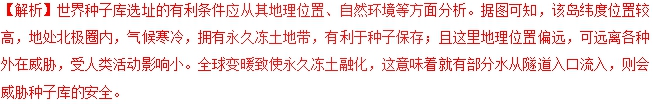 【解析】世界种子库选址的有利条件应从其地理位置、自然环境等方面分析。据图可知，该岛纬度位置较
高，地处北极圈内，气候寒冷，拥有永久冻土地带，有利于种子保存；且这里地理位置偏远，可远离各种
外在威胁，受人类活动影响小。全球变暖致使永久冻土融化，这意味着就有部分水从隧道入口流入，则会
威胁种子库的安全。